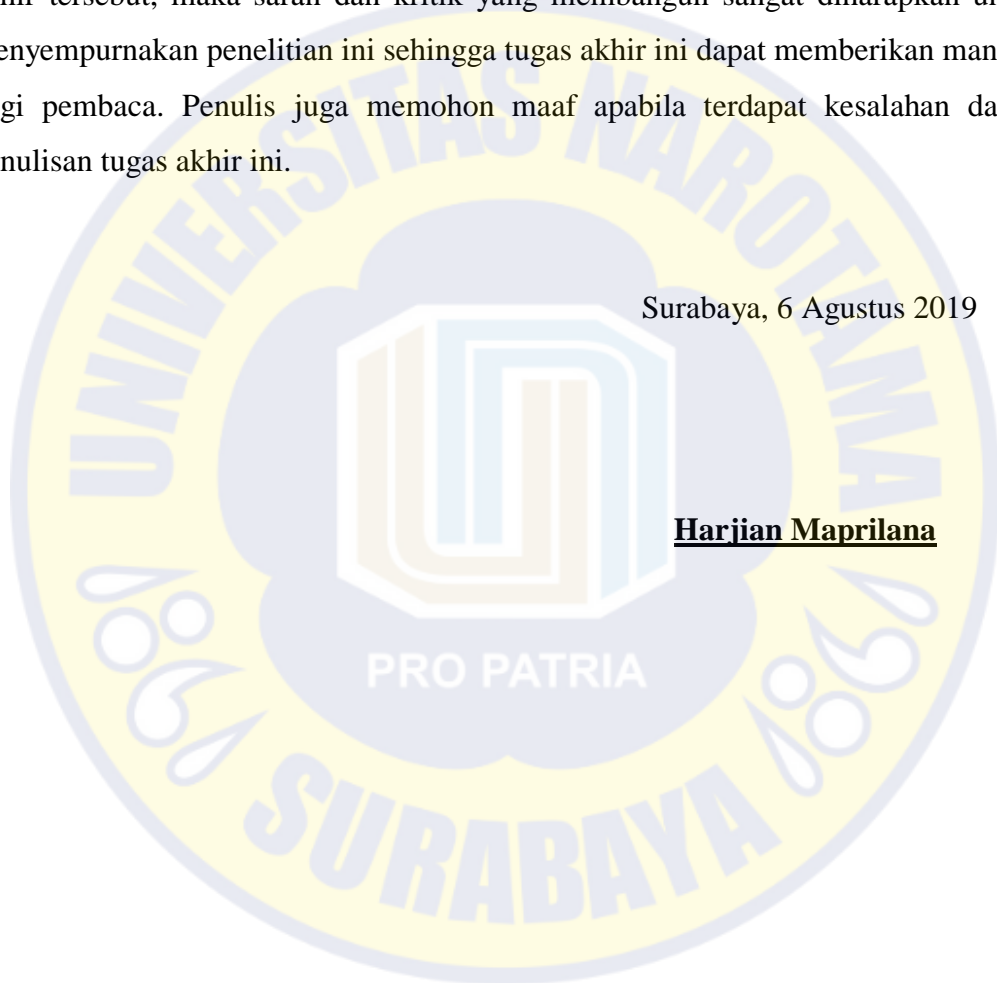 tersebut, maka saran dan kritik yang membangun sangat diharapkan
enyempurnakan penelitian ini sehingga tugas akhir ini dapat memberikan man
gi pembaca. Penulis juga memohon maaf apabila terdapat kesalahan da
nulisan tugas akhir ini.
UNIVERSITAS NAROTAMA
Surabaya, 6 Agustus 2019
Harjian Maprilana
PRO PATRIA
SURABAYA